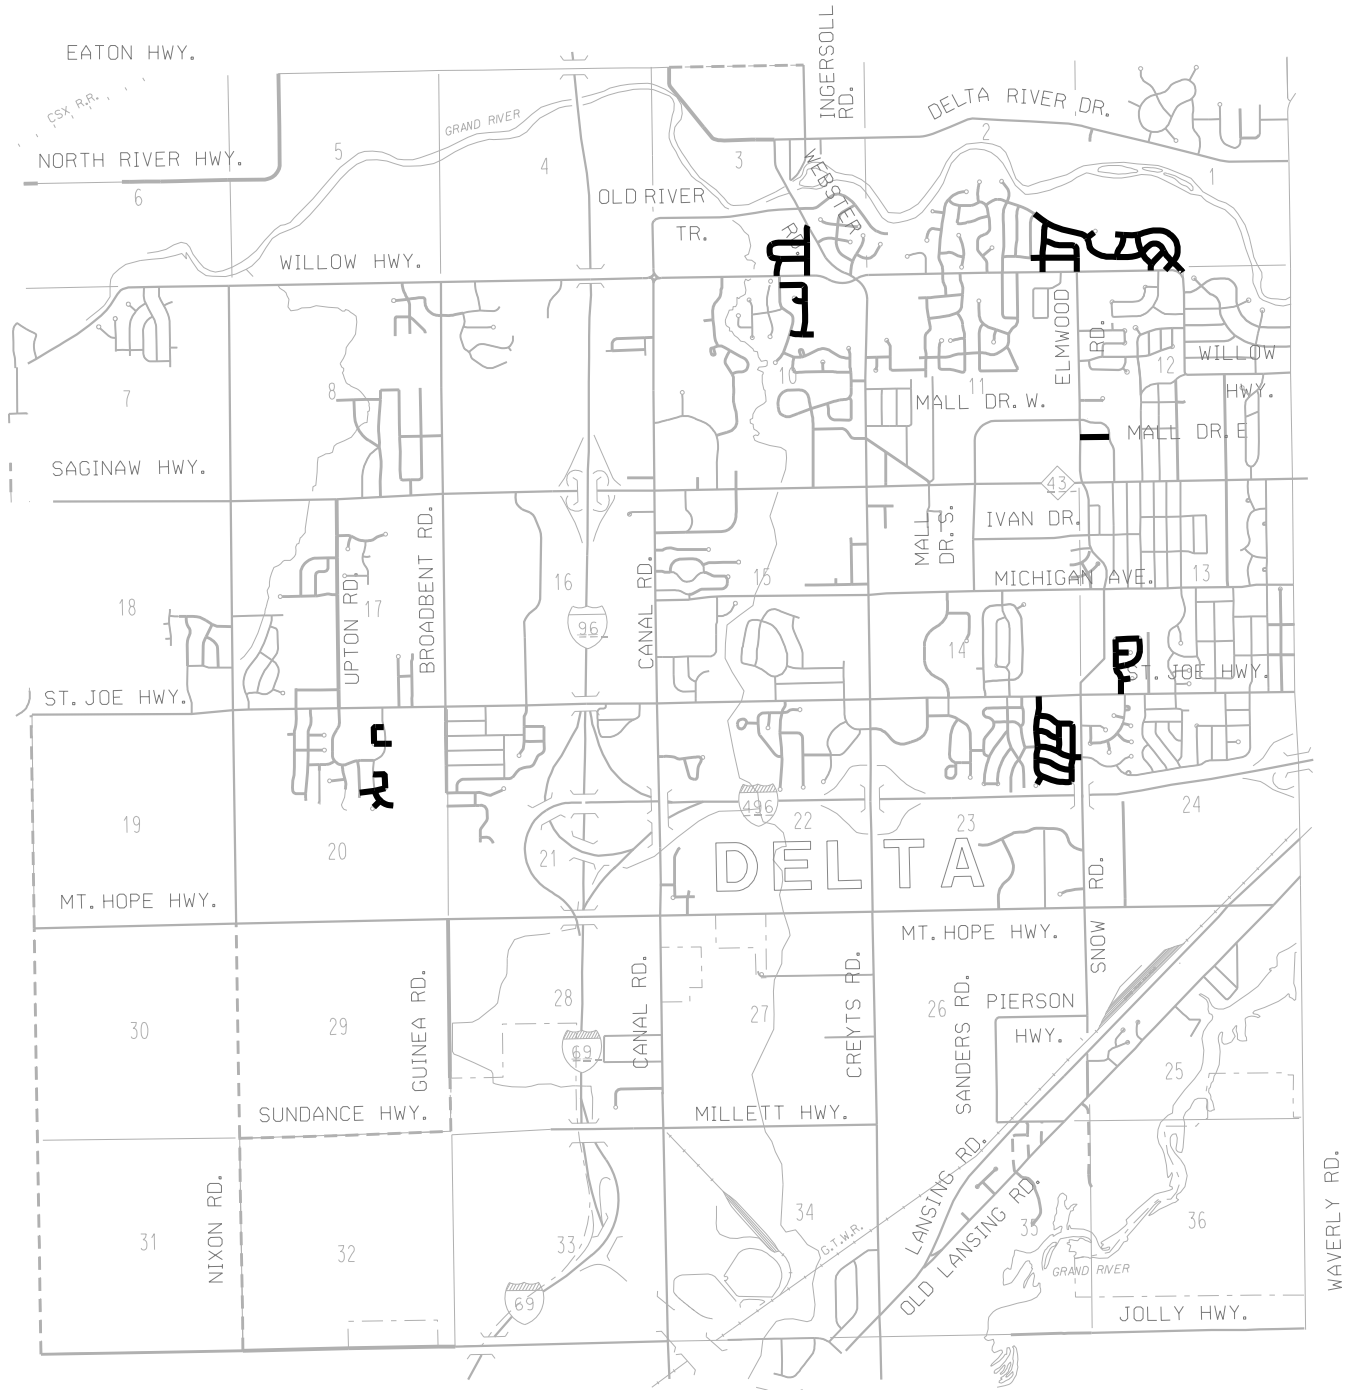 EATON HWY.
INGERSOLL
RD.
CSX R.R.
DELTA RIVER DR.
GRAND RIVER
NORTH RIVER HWY.
5
4
3
2
1
6
OLD RIVER
TR.
WEBSTER
RD.
WILLOW HWY.
ELMWOOD
RD.
WILLOW
HWY.
7
8
10
11
12
MALL DR. W.
MALL DR. E
SAGINAW HWY.
43
IVAN DR.
MALL
DR. S.
MICHIGAN AVE.
18
17
16
15
14
13
UPTON RD.
BROADBENT RD.
96
CANAL RD.
ST. JOE HWY.
ST. JOE HWY.
19
20
21
22
23
24
496
DELTA
MT. HOPE HWY.
MT. HOPE HWY.
SNOW
RD.
30
29
28
27
26
25
GUINEA RD.
CANAL RD.
CREYTS RD.
SANDERS RD.
PIERSON
HWY.
69
SUNDANCE HWY.
MILLETT HWY.
31
32
33
34
35
36
NIXON RD.
G.T.W.R.
LANSING RD.
OLD LANSING RD.
GRAND RIVER
WAVERLY RD.
69
JOLLY HWY.